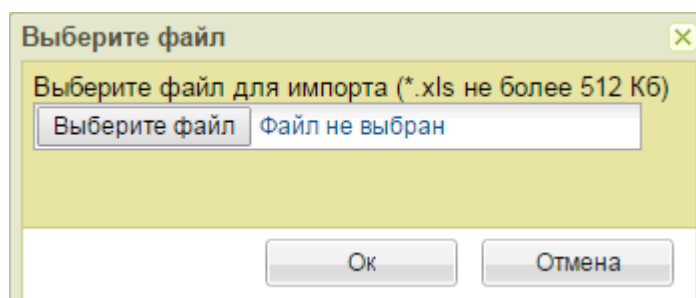 Выберите файл
Выберите файл для импорта (*.xls не более 512 Кб)
Выберите файл Файл не выбран
Ок Отмена